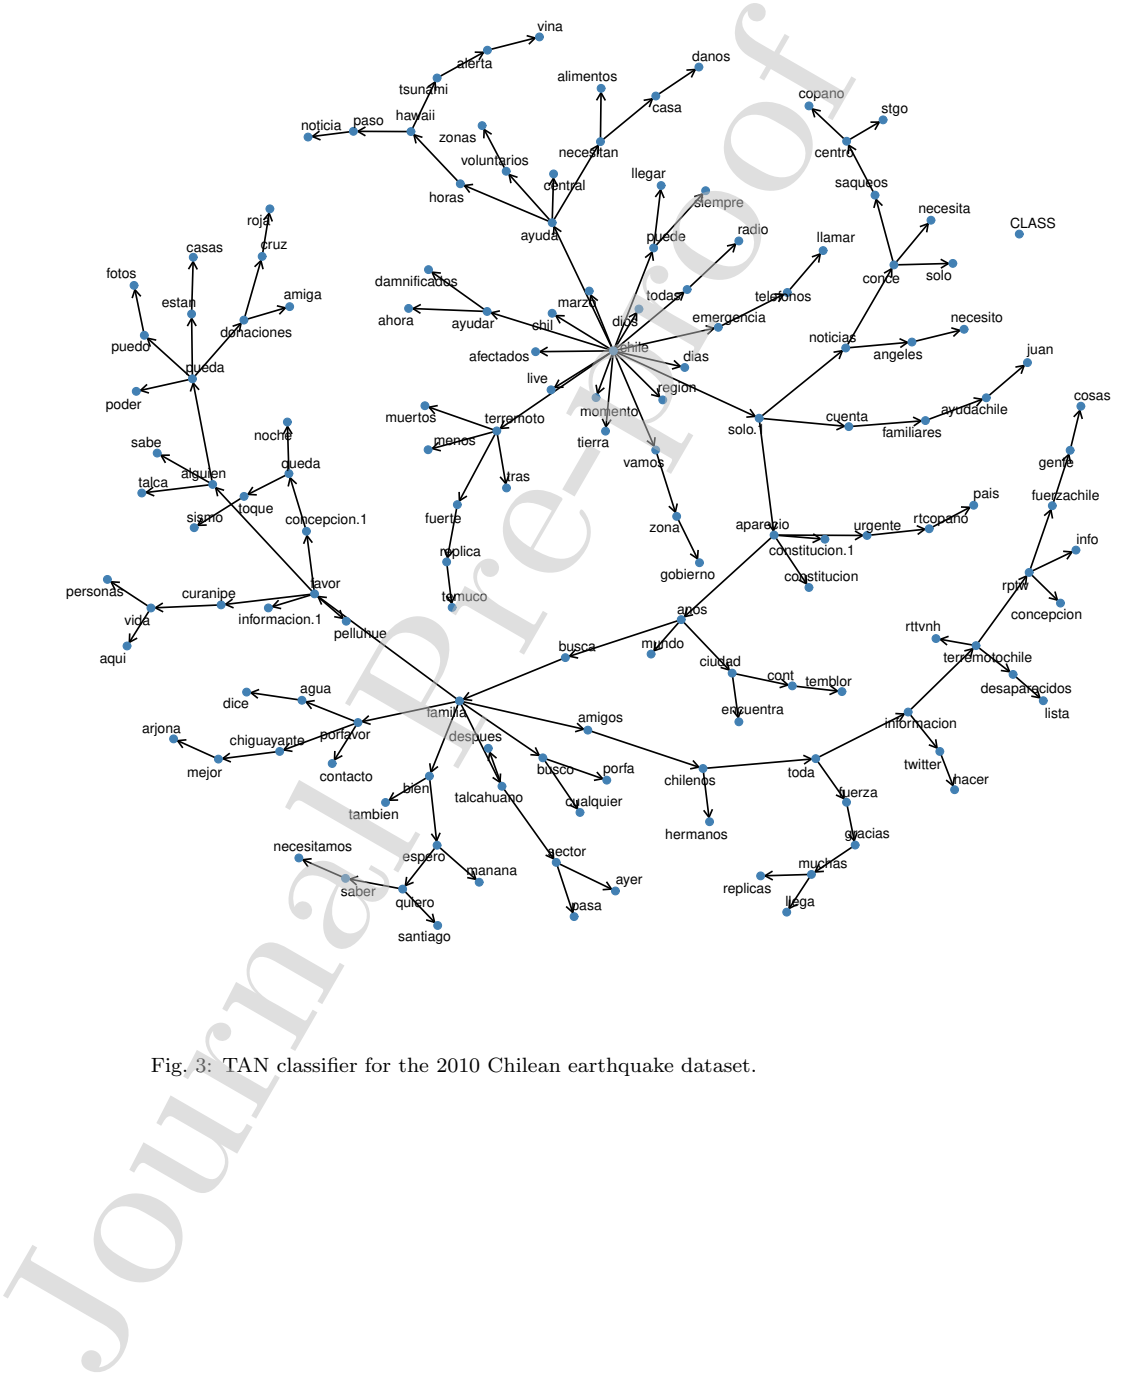 vina
alerta
danos
tsunami
alimentos
casa
copano
stgo
noticia
paso
hawaii
zonas
voluntarios
necesitan
centro
horas
central
llegar
siempre
saqueos
necesita
CLASS
roja
ayuda
puede
radio
llamar
casas
cruz
conce
solo
fotos
damnificados
estan
amiga
marzo
todas
telefonos
donaciones
ahora
ayudar
chil
dios
emergencia
necesito
puedo
afectados
chile
dias
noticias
angeles
juan
pueda
live
region
cosas
poder
muertos
terremoto
momento
tierra
solo.1
cuenta
familiares
ayudachile
sabe
noche
menos
vamos
gente
talca
alguien
queda
tras
pais
fuerzachile
sismo
toque
concepcion.1
fuerte
zona
aparecio
urgente
rtcopano
info
replica
gobierno
constitucion.1
constitucion
rptw
concepcion
personas
curanipe
favor
temuco
vida
informacion.1
pelluhue
anos
rttvnh
aqui
busca
mundo
ciudad
terremotochile
cont
temblor
desaparecidos
dice
agua
familia
encuentra
lista
arjona
chiguayante
porfavor
despues
amigos
informacion
mejor
contacto
bien
talcahuano
busco
porfa
chilenos
toda
twitter
hacer
tambien
cualquier
hermanos
fuerza
necesitamos
espero
manana
sector
gracias
saber
quiero
ayer
muchas
replicas
santiago
pasa
llega
Fig. 3: TAN classifier for the 2010 Chilean earthquake dataset.
Journal Pre-proof